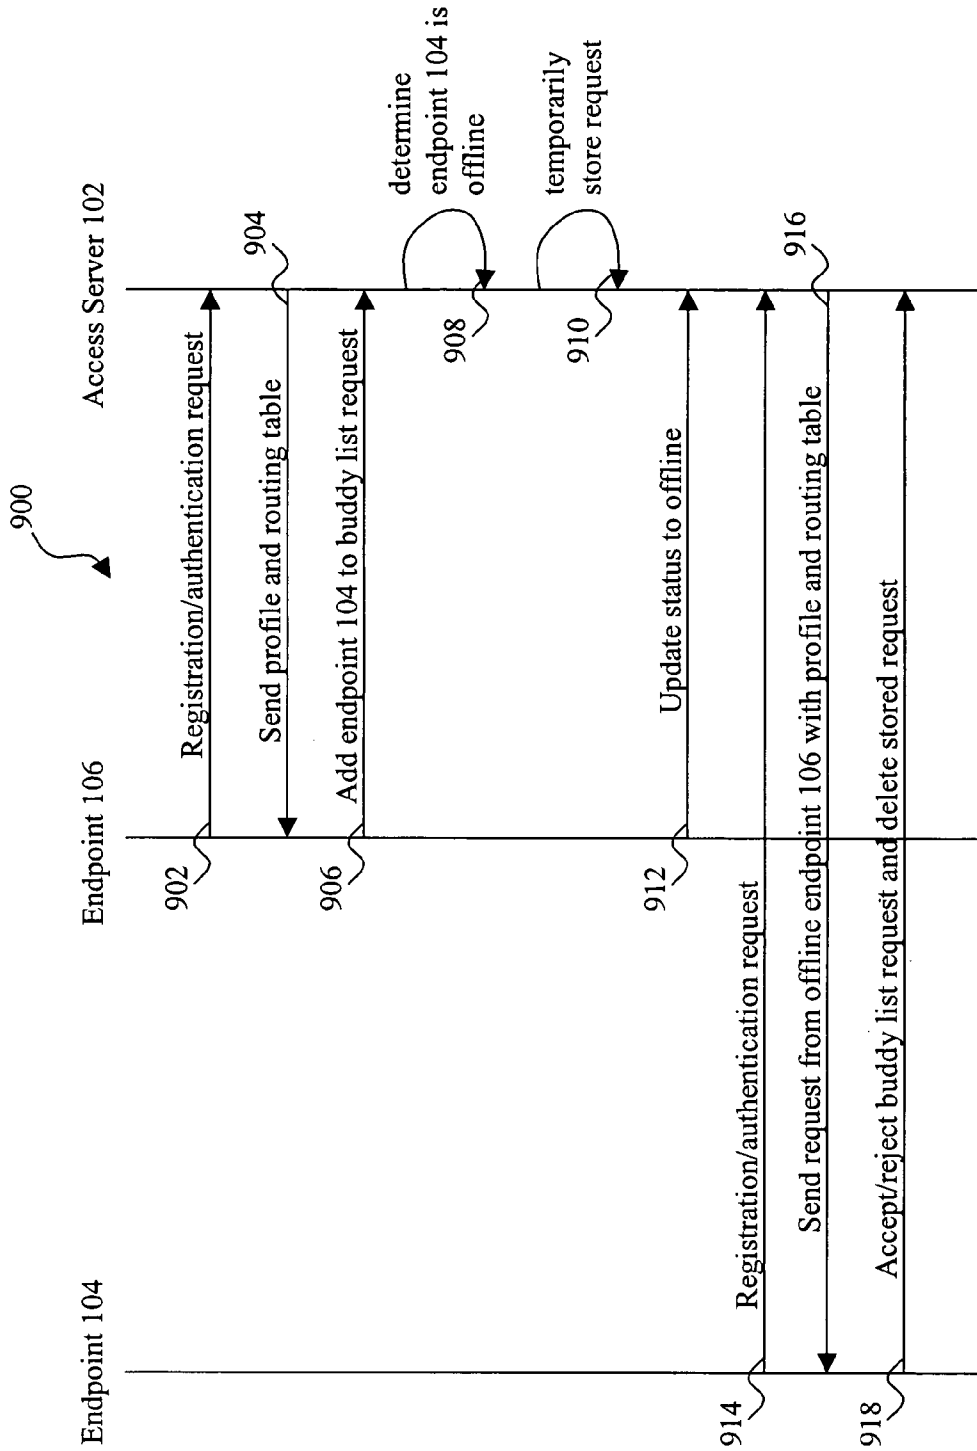 900
Endpoint 104
Endpoint 106
Access Server 102
902
Registration/authentication request
904
Send profile and routing table
906
Add endpoint 104 to buddy list request
determine
endpoint 104 is
offline
908
temporarily
store request
910
912
Update status to offline
914
Registration/authentication request
916
Send request from offline endpoint 106 with profile and routing table
918
Accept/reject buddy list request and delete stored request